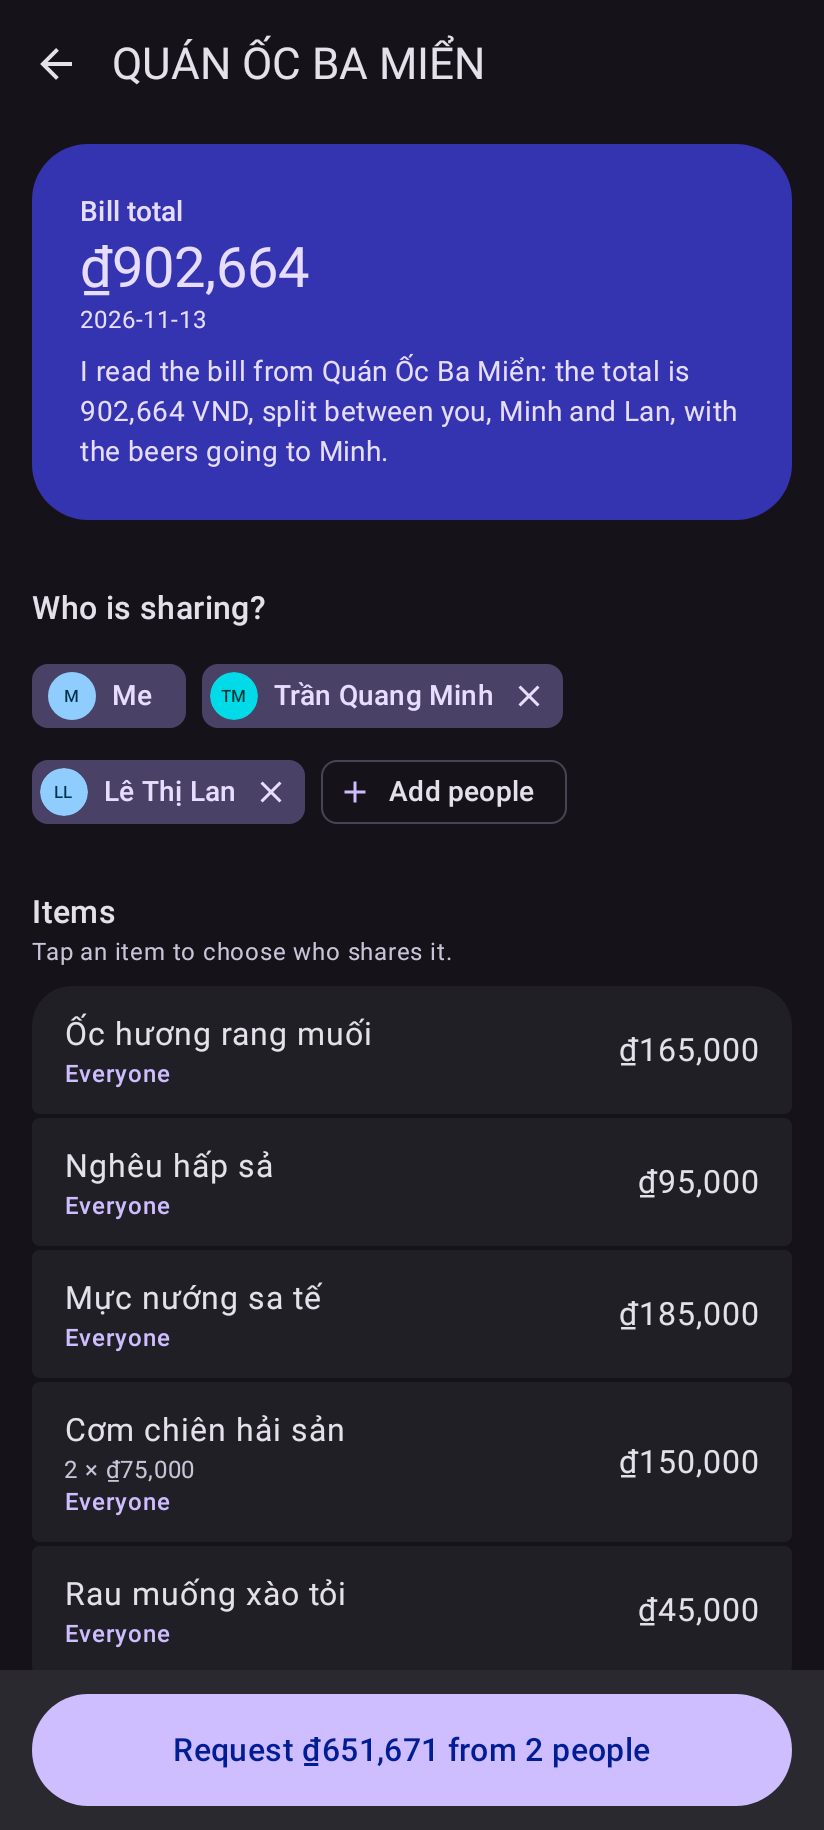 QUÁN ỐC BA MIỂN
Bill total
₫902,664
2026-11-13
I read the bill from Quán Ốc Ba Miển: the total is
902,664 VND, split between you, Minh and Lan, with
the beers going to Minh.
Who is sharing?
M Me
TM Trần Quang Minh
LL Lê Thị Lan
Add people
Items
Tap an item to choose who shares it.
Ốc hương rang muối
₫165,000
Everyone
Nghêu hấp sả
₫95,000
Everyone
Mực nướng sa tế
₫185,000
Everyone
Cơm chiên hải sản
2 × ₫75,000
₫150,000
Everyone
Rau muống xào tỏi
₫45,000
Everyone
Request ₫651,671 from 2 people